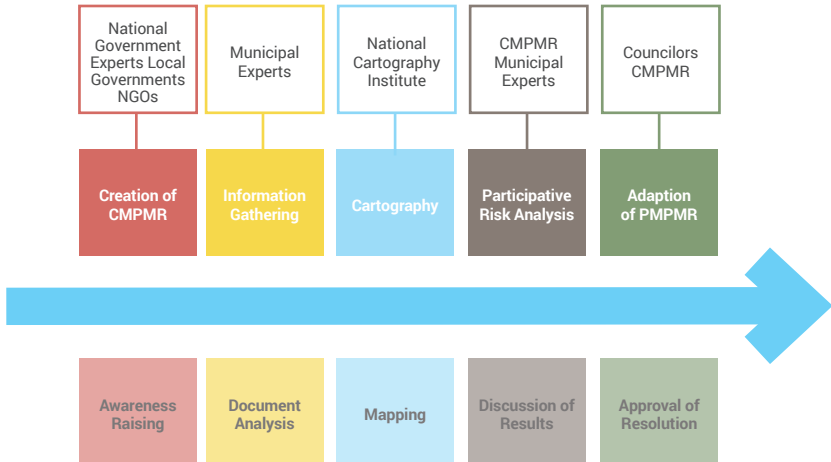 National
Government
Experts Local
Governments
NGOs
Municipal
Experts
National
Cartography
Institute
CMPMR
Municipal
Experts
Councilors
CMPMR
Creation of
CMPMR
Information
Gathering
Cartography
Participative
Risk Analysis
Adaption
of PMPMR
Awareness
Raising
Document
Analysis
Mapping
Discussion of
Results
Approval of
Resolution